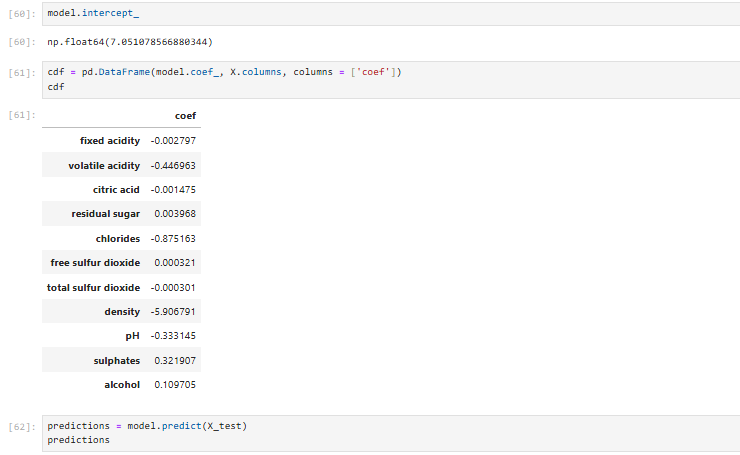 [60]: model.intercept_
[60]: np.float64(7.051078566880344)
[61]: cdf = pd.DataFrame(model.coef_, X.columns, columns = ['coef'])
cdf
[61]:
coef
fixed acidity -0.002797
volatile acidity -0.446963
citric acid -0.001475
residual sugar 0.003968
chlorides -0.875163
free sulfur dioxide 0.000321
total sulfur dioxide -0.000301
density -5.906791
pH -0.333145
sulphates 0.321907
alcohol 0.109705
[62]: predictions = model.predict(X_test)
predictions